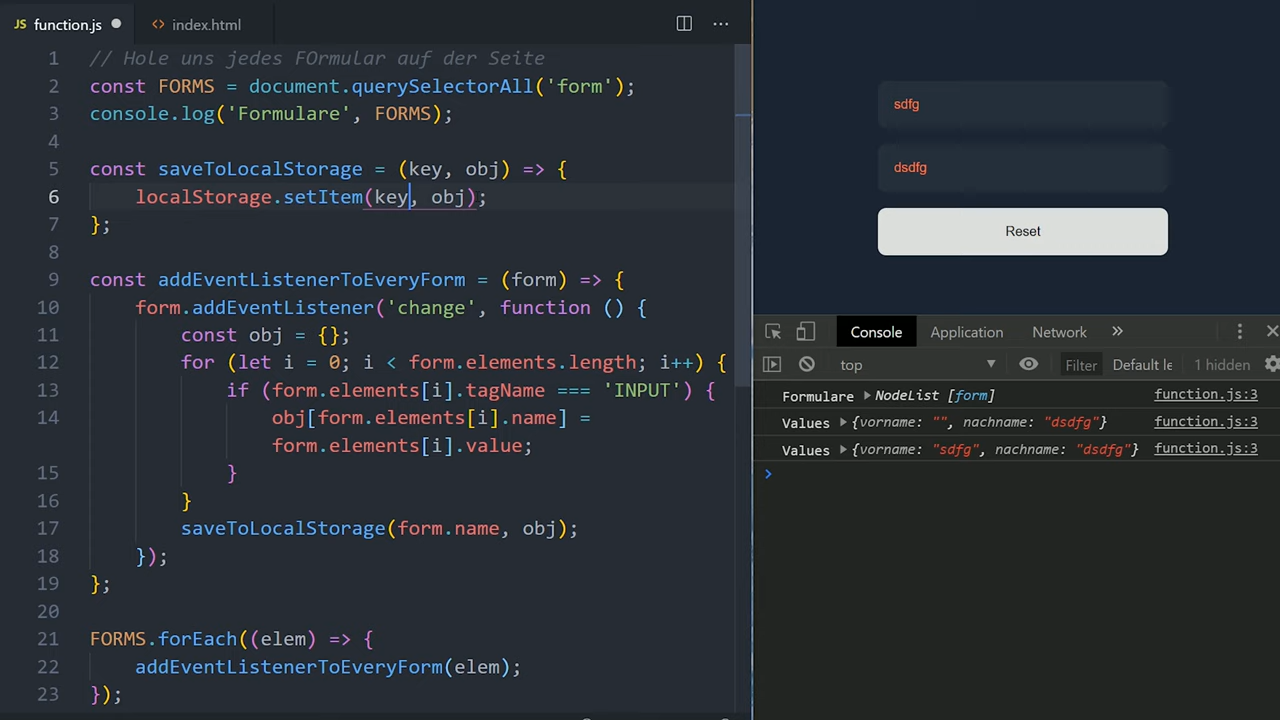 JS function.js
<> index.html
1 // Hole uns jedes FOrmular auf der Seite
2 const FORMS = document.querySelectorAll('form');
3 console.log('Formulare', FORMS);
4
5 const saveToLocalStorage = (key, obj) => {
6 localStorage.setItem(key, obj);
7 };
8
9 const addEventListenerToEveryForm = (form) => {
10 form.addEventListener('change', function () {
11 const obj = {};
12 for (let i = 0; i < form.elements.length; i++) {
13 if (form.elements[i].tagName === 'INPUT') {
14 obj[form.elements[i].name] =
form.elements[i].value;
15 }
16 }
17 saveToLocalStorage(form.name, obj);
18 });
19 };
20
21 FORMS.forEach((elem) => {
22 addEventListenerToEveryForm(elem);
23 });
sdfg
dsdfg
Reset
Console Application Network
top Filter Default le 1 hidden
Formulare NodeList [form] function.js:3
Values {vorname: "", nachname: "dsdfg"} function.js:3
Values {vorname: "sdfg", nachname: "dsdfg"} function.js:3